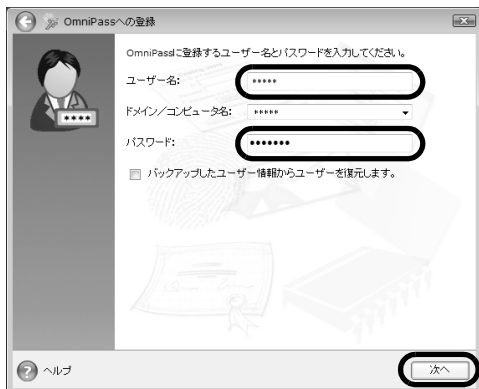 OmniPassへの登録
OmniPassに登録するユーザー名とパスワードを入力してください。
ユーザー名: *****
ドメイン/コンピュータ名: *****
パスワード: ●●●●●●●
****
バックアップしたユーザー情報からユーザーを復元します。
ヘルプ
次へ